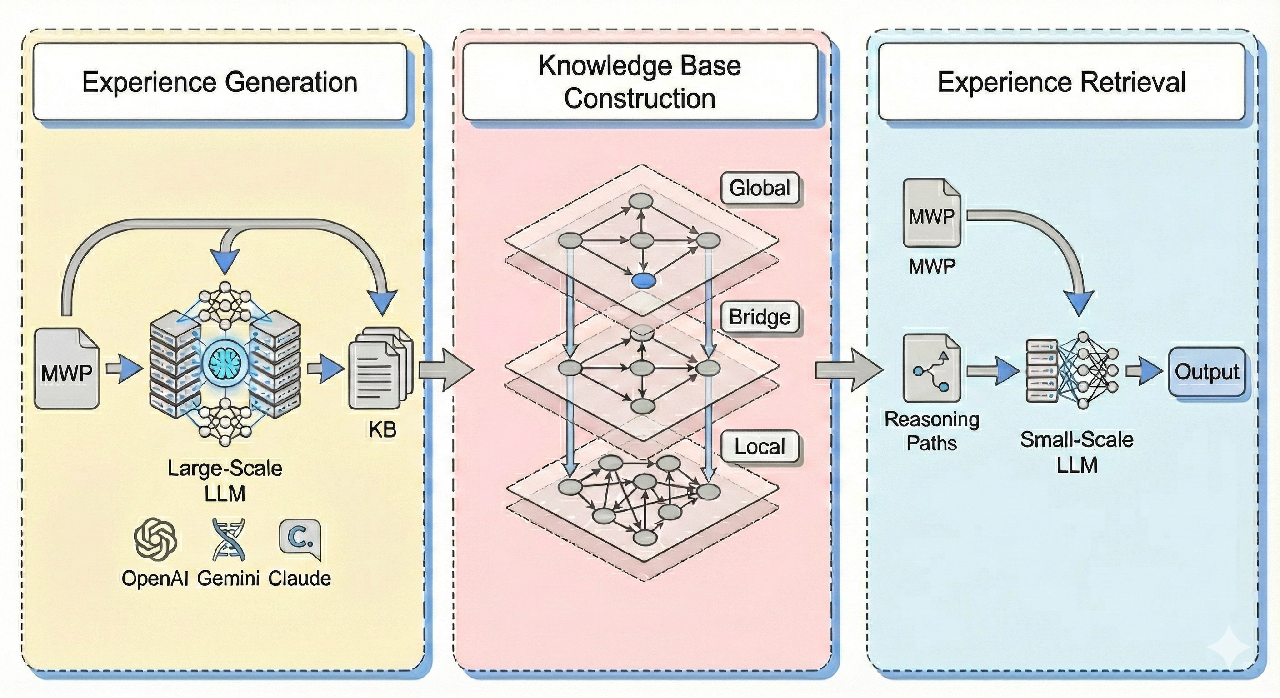 Experience Generation
MWP
KB
Large-Scale
LLM
OpenAI Gemini Claude
C.
Knowledge Base
Construction
Global
Bridge
Local
Experience Retrieval
MWP
MWP
Reasoning
Paths
Small-Scale
LLM
Output